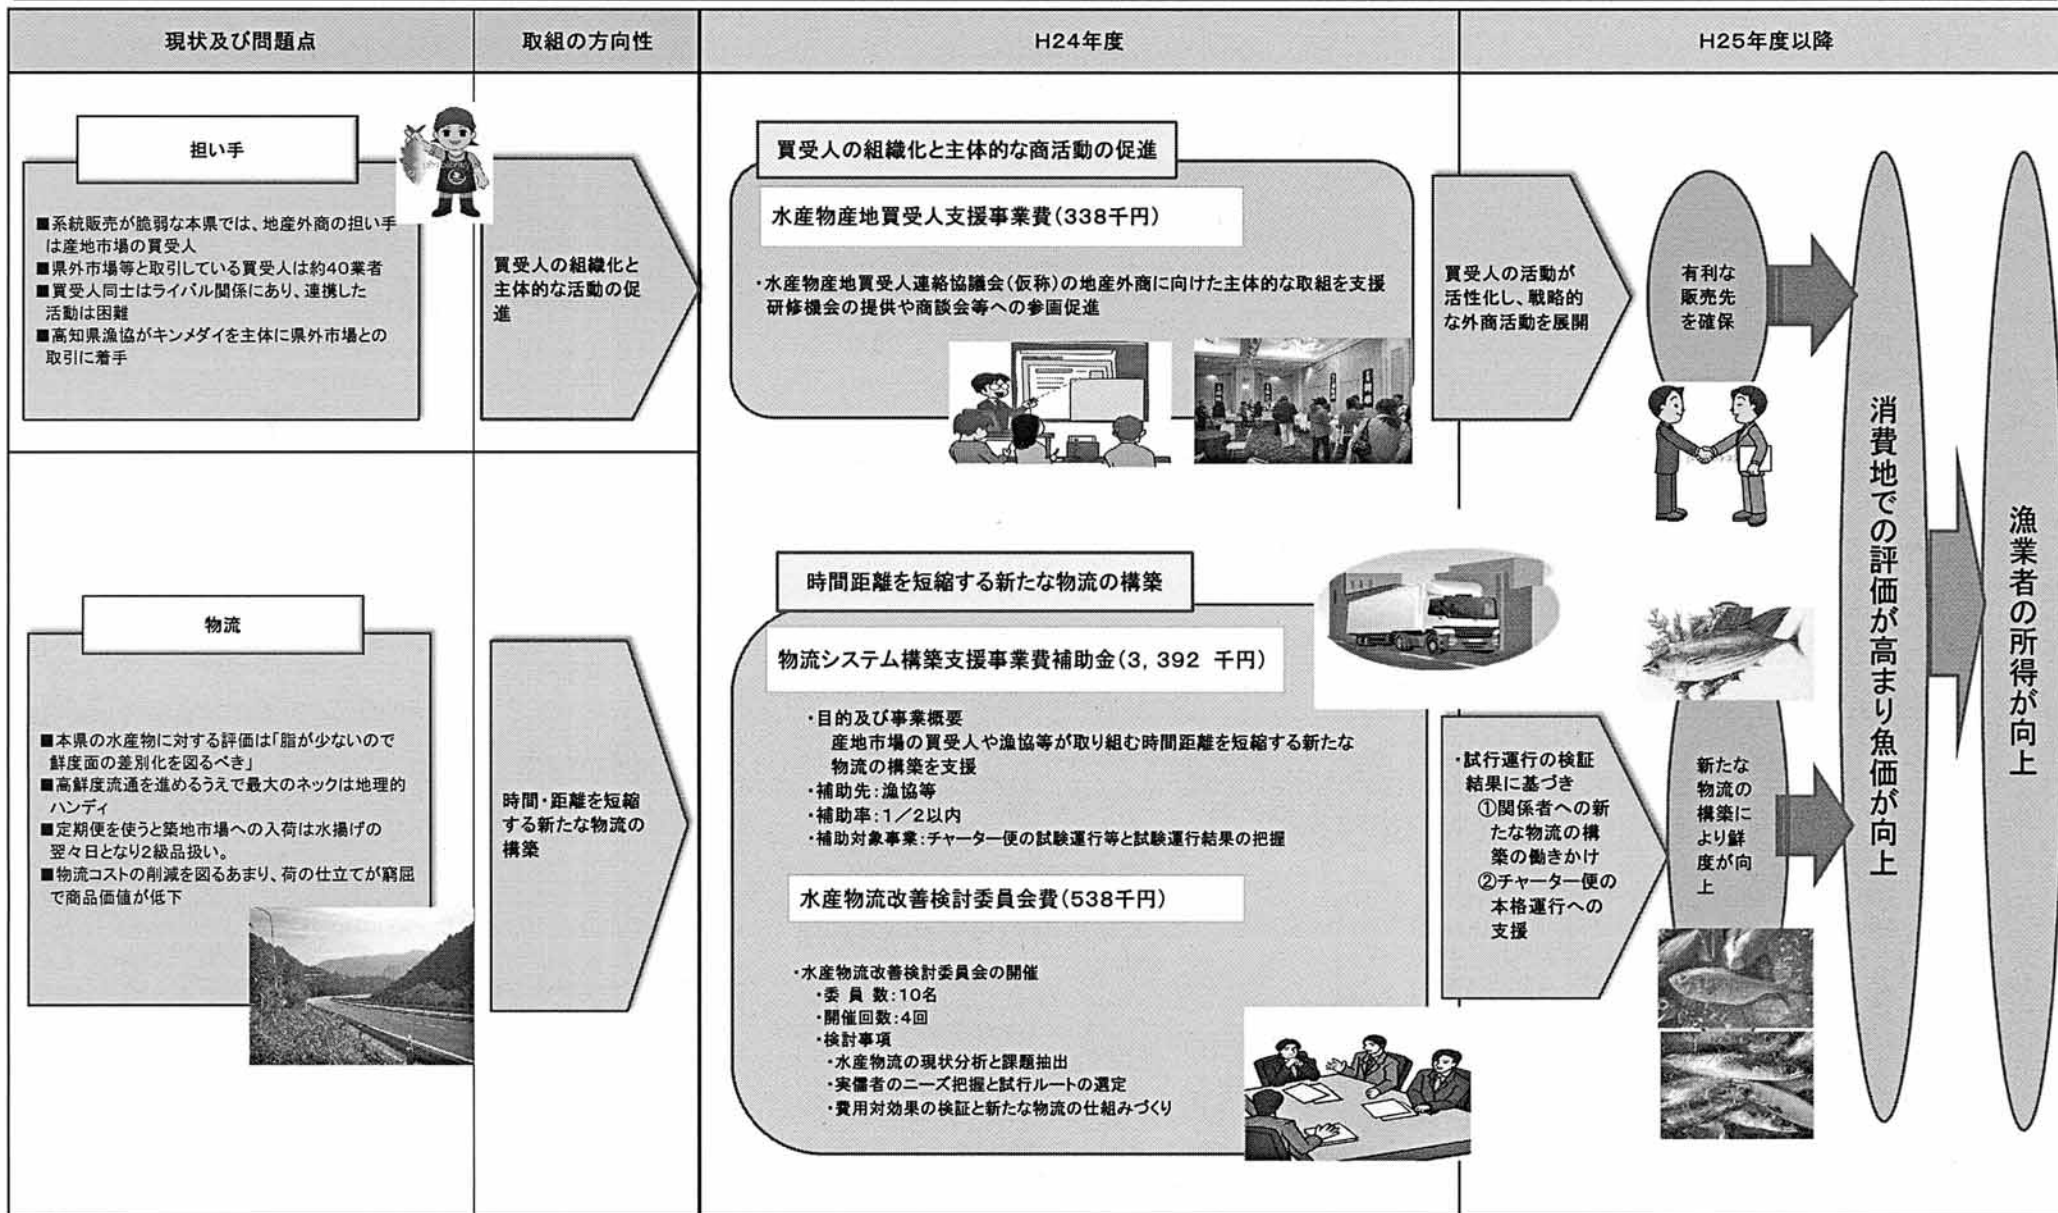 現状及び問題点
取組の方向性
H24年度
H25年度以降
担い手
■系統販売が脆弱な本県では、地産外商の担い手
は産地市場の買受人
■県外市場等と取引している買受人は約40業者
■買受人同士はライバル関係にあり、連携した
活動は困難
■高知県漁協がキンメダイを主体に県外市場との
取引に着手
買受人の組織化と
主体的な活動の促
進
買受人の組織化と主体的な商活動の促進
水産物産地買受人支援事業費(338千円)
・水産物産地買受人連絡協議会(仮称)の地産外商に向けた主体的な取組を支援
研修機会の提供や商談会等への参画促進
買受人の活動が
活性化し、戦略的
な外商活動を展開
有利な
販売先
を確保
物流
■本県の水産物に対する評価は「脂が少ないので
鮮度面の差別化を図るべき」
■高鮮度流通を進めるうえで最大のネックは地理的
ハンディ
■定期便を使うと築地市場への入荷は水揚げの
翌々日となり2級品扱い。
■物流コストの削減を図るあまり、荷の仕立てが窮屈
で商品価値が低下
時間・距離を短縮
する新たな物流の
構築
時間距離を短縮する新たな物流の構築
物流システム構築支援事業費補助金(3,392 千円)
・目的及び事業概要
産地市場の買受人や漁協等が取り組む時間距離を短縮する新たな
物流の構築を支援
・補助先:漁協等
・補助率:1/2以内
・補助対象事業:チャーター便の試験運行等と試験運行結果の把握
水産物流改善検討委員会費(538千円)
・水産物流改善検討委員会の開催
・委 員 数:10名
・開催回数:4回
・検討事項
・水産物流の現状分析と課題抽出
・実需者のニーズ把握と試行ルートの選定
・費用対効果の検証と新たな物流の仕組みづくり
・試行運行の検証
結果に基づき
①関係者への新
たな物流の構
築の働きかけ
②チャーター便の
本格運行への
支援
新たな
物流の
構築に
より鮮
度が向
上
消費地での評価が高まり魚価が向上
漁業者の所得が向上